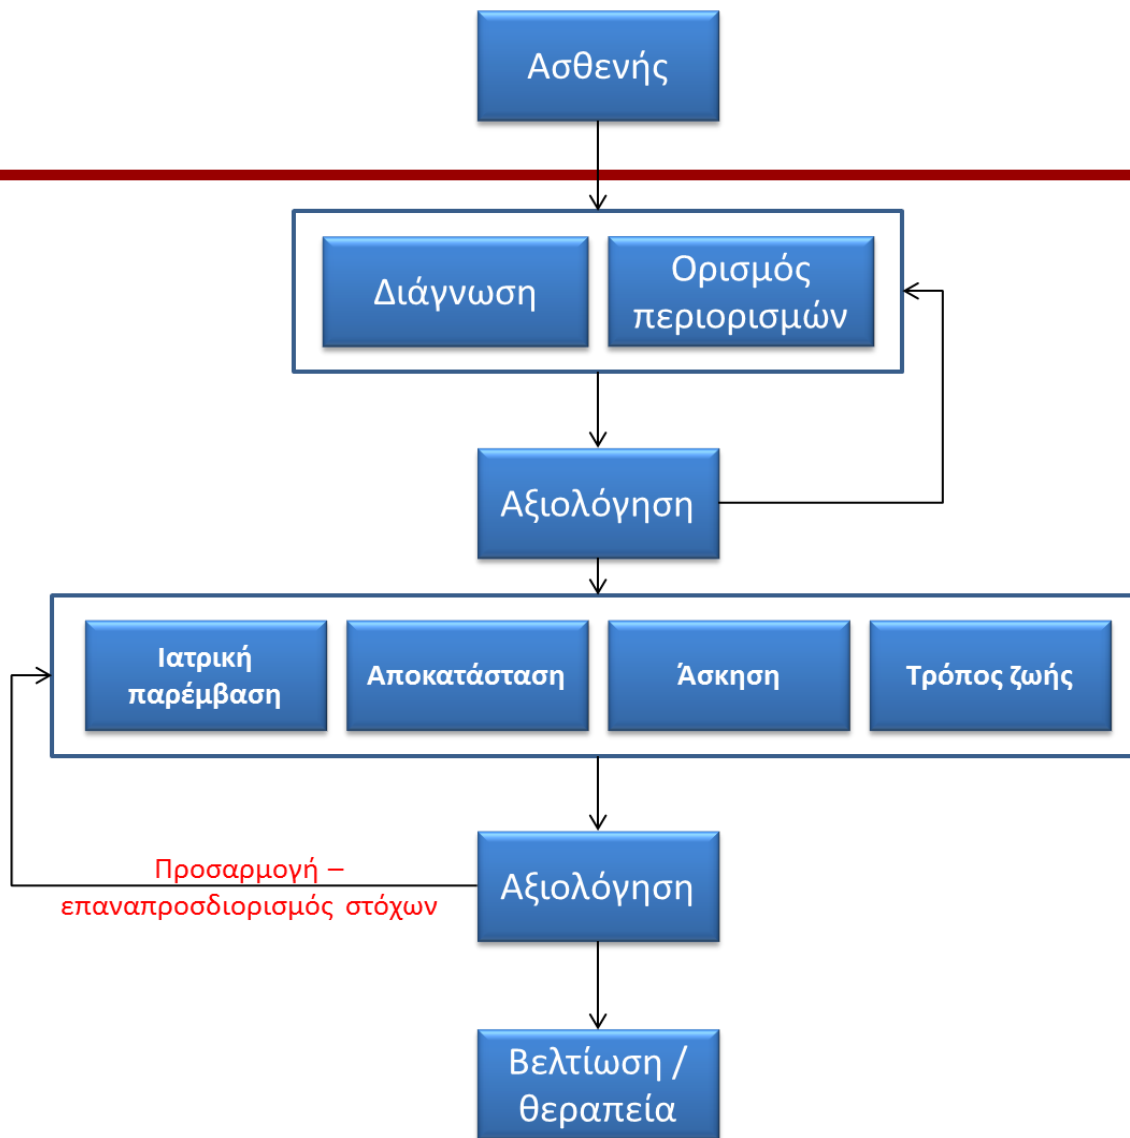 Ασθενής
Διάγνωση
Ορισμός
περιορισμών
Αξιολόγηση
Ιατρική
παρέμβαση
Αποκατάσταση
Άσκηση
Τρόπος ζωής
Προσαρμογή –
επαναπροσδιορισμός στόχων
Αξιολόγηση
Βελτίωση /
θεραπεία